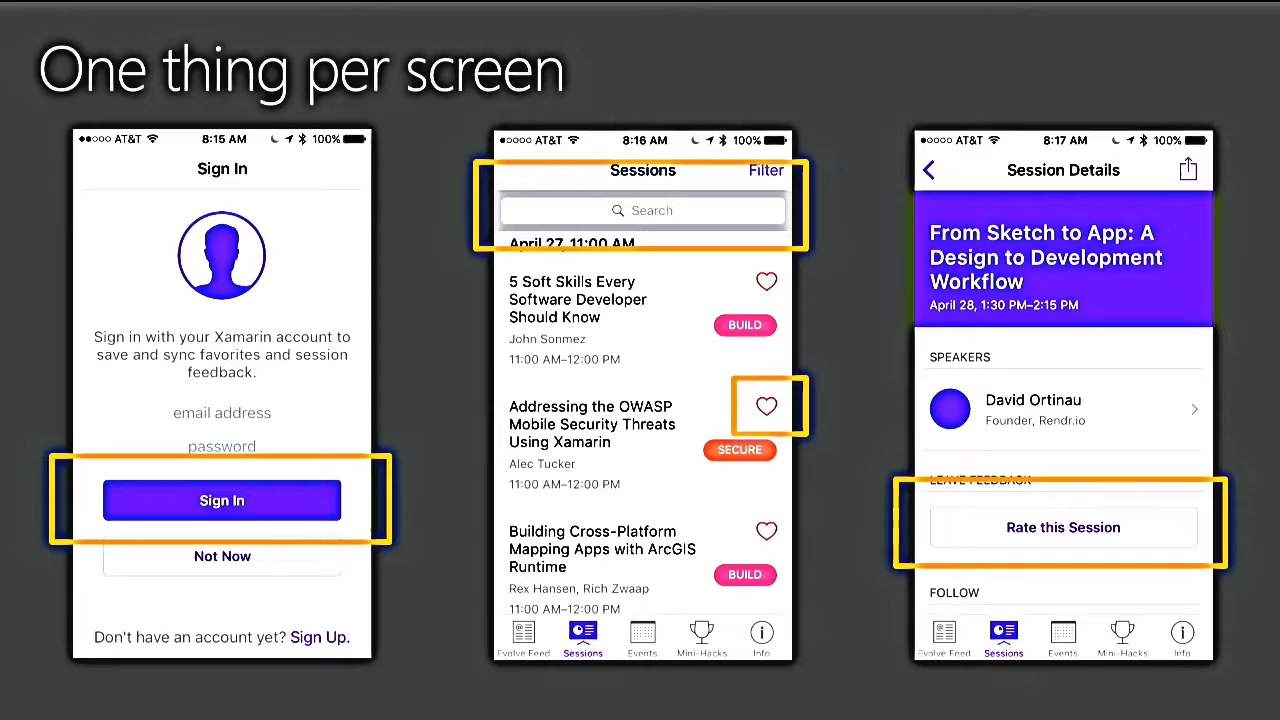 One thing per screen
AT&T 8:15 AM 100%
Sign In
Sign in with your Xamarin account to
save and sync favorites and session
feedback.
email address
password
Sign In
Not Now
Don't have an account yet? Sign Up.
AT&T 8:16 AM 100%
Sessions Filter
Search
April 27, 11:00 AM
5 Soft Skills Every
Software Developer
Should Know
BUILD
John Sonmez
11:00 AM–12:00 PM
Addressing the OWASP
Mobile Security Threats
Using Xamarin
SECURE
Alec Tucker
11:00 AM–12:00 PM
Building Cross-Platform
Mapping Apps with ArcGIS
Runtime
BUILD
Rex Hansen, Rich Zwaap
11:00 AM–12:00 PM
Evolve Feed Sessions Events Mini-Hacks Info
AT&T 8:17 AM 100%
Session Details
From Sketch to App: A
Design to Development
Workflow
April 28, 1:30 PM–2:15 PM
SPEAKERS
David Ortinau
Founder, Rendr.io
LEAVE FEEDBACK
Rate this Session
FOLLOW
Evolve Feed Sessions Events Mini-Hacks Info